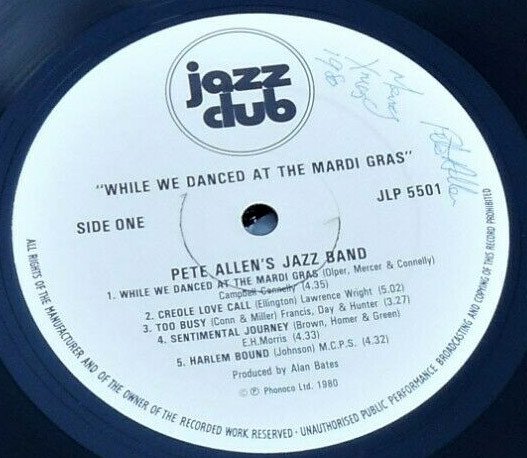 jazz
club
Merry
Xmas
1980
Pete Allen
"WHILE WE DANCED AT THE MARDI GRAS"
SIDE ONE
JLP 5501
PETE ALLEN'S JAZZ BAND
1. WHILE WE DANCED AT THE MARDI GRAS (Olper, Mercer & Connelly)
Campbell Connelly (4.35)
2. CREOLE LOVE CALL (Ellington) Lawrence Wright (5.02)
3. TOO BUSY (Conn & Miller) Francis, Day & Hunter (3.27)
4. SENTIMENTAL JOURNEY (Brown, Homer & Green)
E.H.Morris (4.33)
5. HARLEM BOUND (Johnson) M.C.P.S. (4.32)
Produced by Alan Bates
© ℗ Phonoco Ltd. 1980
ALL RIGHTS OF THE MANUFACTURER AND OF THE OWNER OF THE RECORDED WORK RESERVED · UNAUTHORISED PUBLIC PERFORMANCE BROADCASTING AND COPYING OF THIS RECORD PROHIBITED